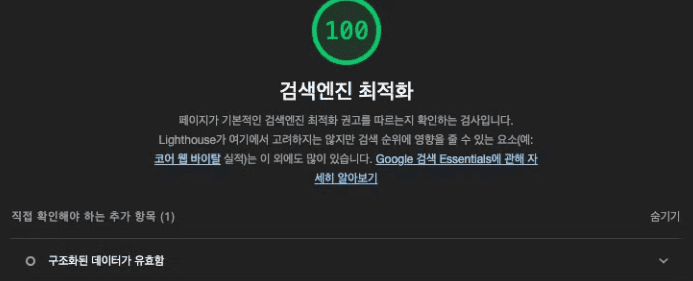 100
검색엔진 최적화
페이지가 기본적인 검색엔진 최적화 권고를 따르는지 확인하는 검사입니다.
Lighthouse가 여기에서 고려하지는 않지만 검색 순위에 영향을 줄 수 있는 요소(예:
코어 웹 바이탈 실적)는 이 외에도 많이 있습니다. Google 검색 Essentials에 관해 자
세히 알아보기
직접 확인해야 하는 추가 항목 (1) 숨기기
구조화된 데이터가 유효함